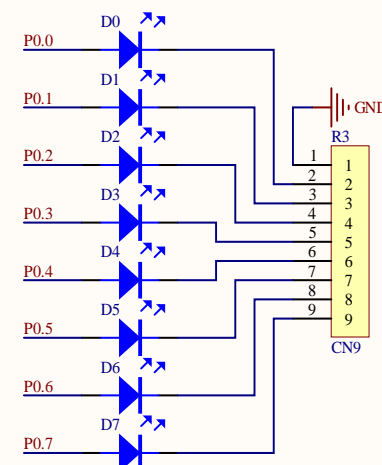 D0
P0.0
D1
P0.1
GND
D2
R3
P0.2
1 1
D3
2 2
3 3
P0.3
4 4
D4
5 5
6 6
P0.4
7 7
D5
8 8
P0.5
9 9
CN9
D6
P0.6
D7
P0.7